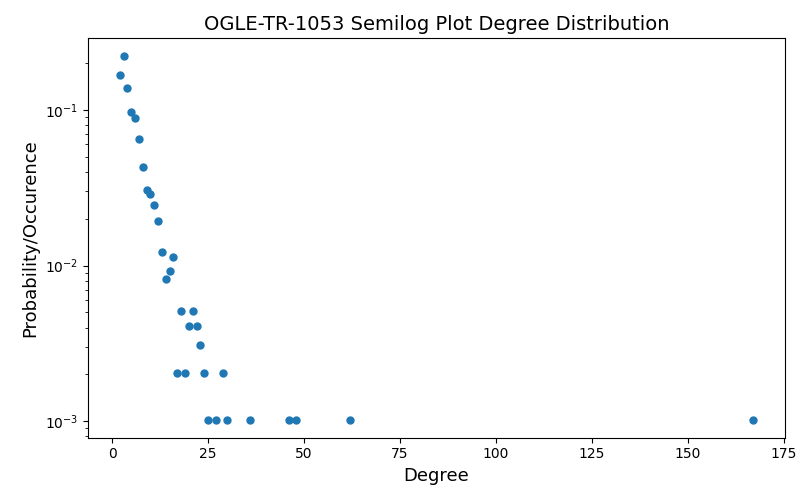 OGLE-TR-1053 Semilog Plot Degree Distribution
Probability/Occurence
10⁻¹
10⁻²
10⁻³
0 25 50 75 100 125 150 175
Degree